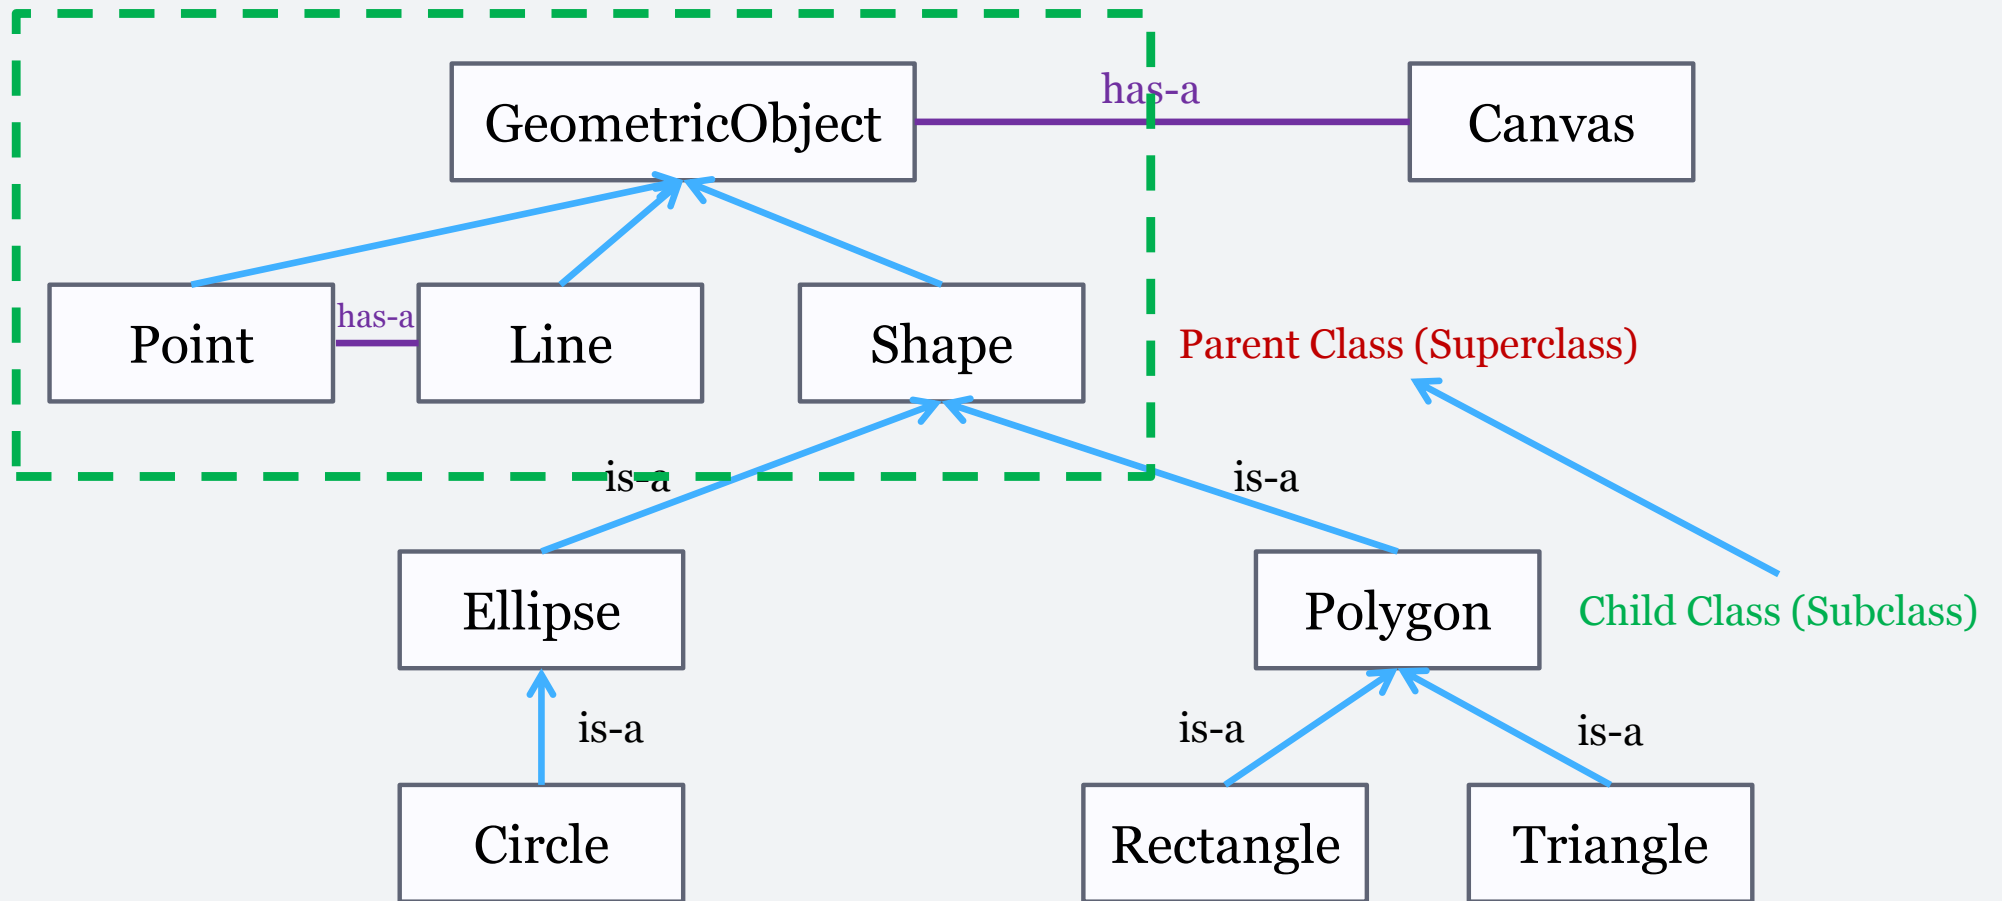 has-a
GeometricObject
Canvas
has-a
Point
Line
Shape
Parent Class (Superclass)
is-a
is-a
Ellipse
Polygon
Child Class (Subclass)
is-a
is-a
is-a
Circle
Rectangle
Triangle